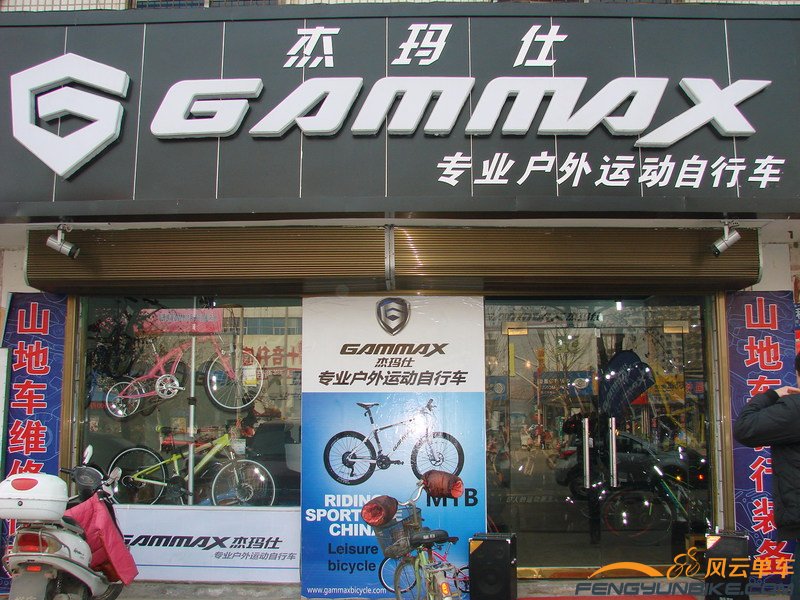 杰玛仕
GAMMAX
专业户外运动自行车
山地车维修
GAMMAX
杰玛仕
专业户外运动自行车
MTB
RIDING
SPORT
CHINA
Leisure
bicycle
www.gammaxbicycle.com
GAMMAX 杰玛仕
专业户外运动自行车
山地车
行装备
风云单车
FENGYUNBIKE.COM